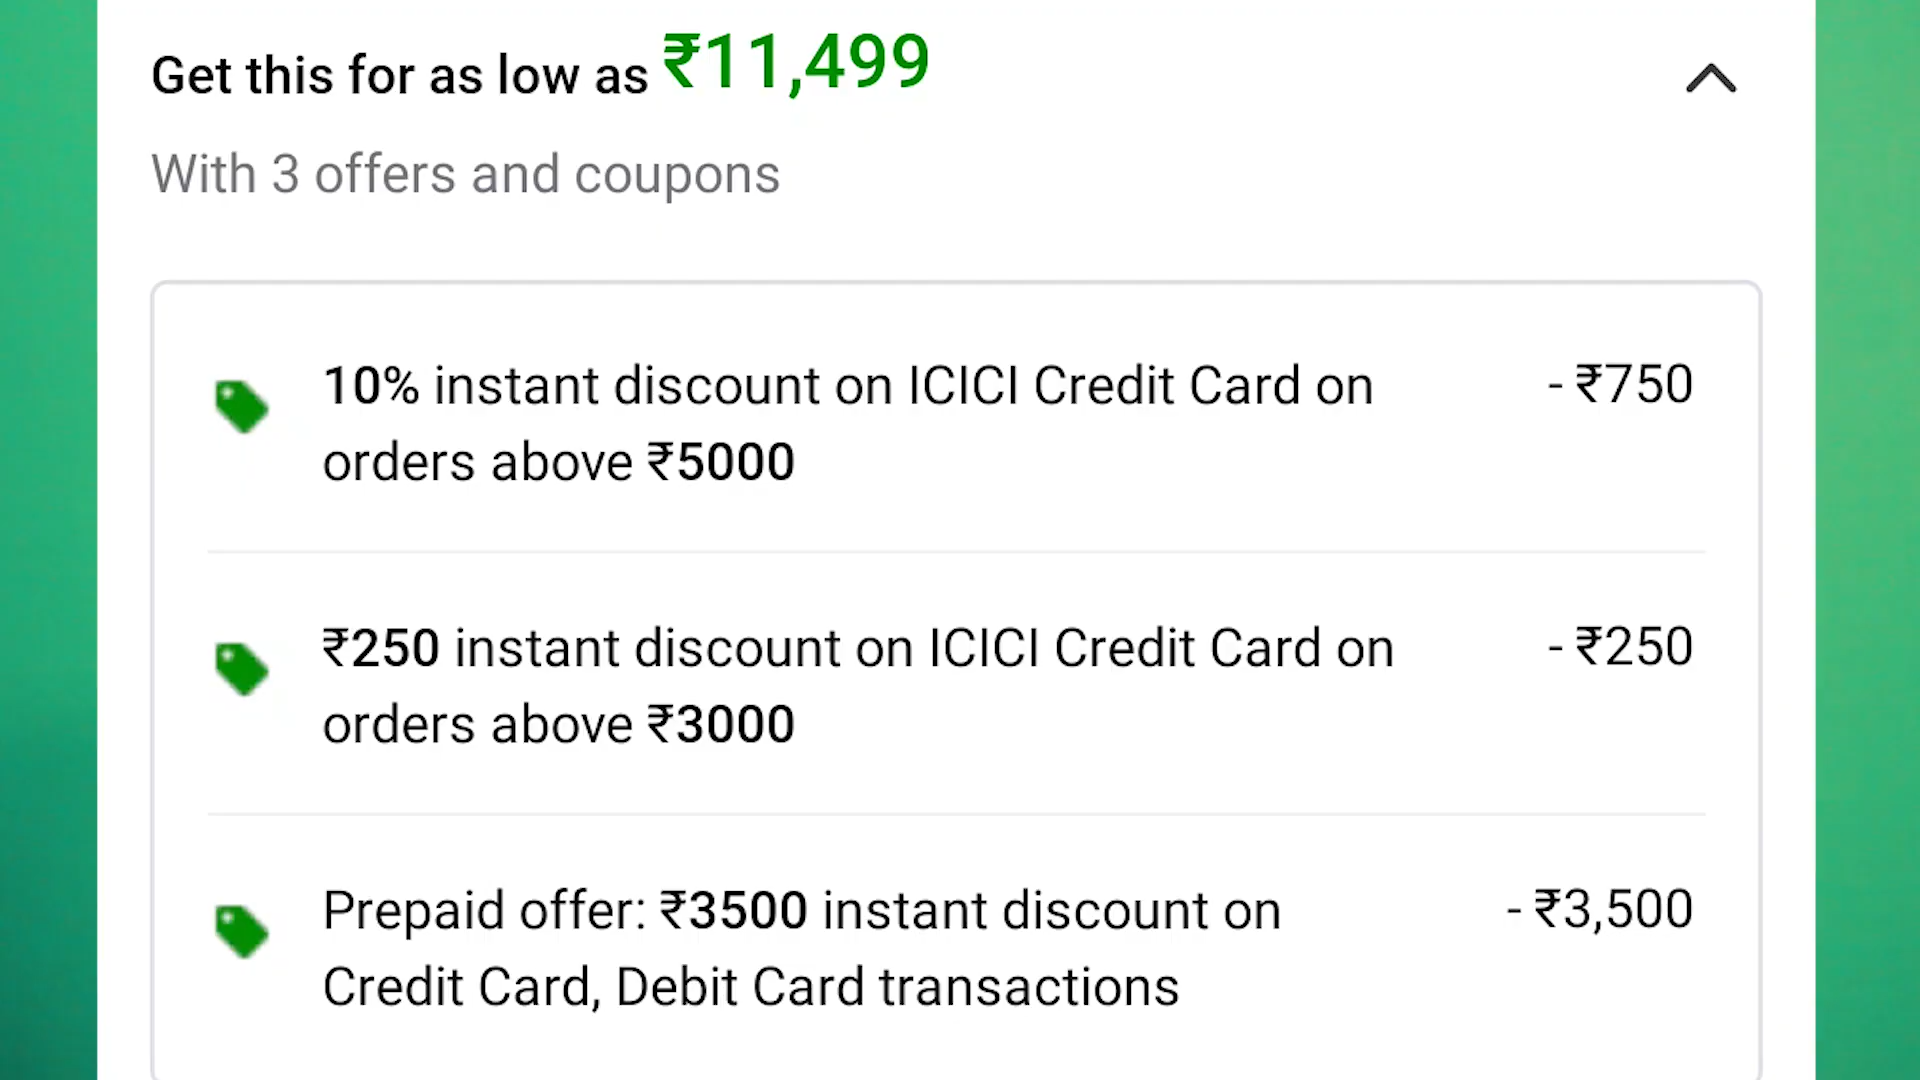 Get this for as low as ₹11,499
With 3 offers and coupons
10% instant discount on ICICI Credit Card on
- ₹750
orders above ₹5000
₹250 instant discount on ICICI Credit Card on
- ₹250
orders above ₹3000
Prepaid offer: ₹3500 instant discount on
- ₹3,500
Credit Card, Debit Card transactions